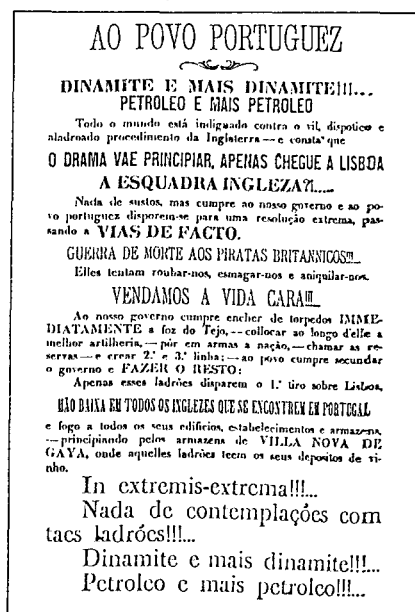 AO POVO PORTUGUEZ
DINAMITE E MAIS DINAMITE!!!...
PETROLEO E MAIS PETROLEO
Todo o mundo está indignado contra o vil, dispotico e
aladroado procedimento da Inglaterra—e consta que
O DRAMA VAE PRINCIPIAR, APENAS CHEGUE A LISBOA
A ESQUADRA INGLEZA?!....
Nada de sustos, mas cumpre ao nosso governo e ao po-
vo portuguez disporem-se para uma resolução extrema, pas-
sando a VIAS DE FACTO.
GUERRA DE MORTE AOS PIRATAS BRITANNICOS!!!...
Elles tentam roubar-nos, esmagar-nos e aniquilar-nos.
VENDAMOS A VIDA CARA!!!...
Ao nosso governo cumpre encher de torpedos IMME-
DIATAMENTE a foz do Tejo,—collocar ao longo d'elle a
melhor artilheria,—pôr em armas a nação,—chamar as re-
servas—e crear 2.ª e 3.ª linha;—ao povo cumpre secundar
o governo e FAZER O RESTO:
Apenas esses ladrões disparem o 1.º tiro sobre Lisboa,
MÃO BAIXA EM TODOS OS INGLEZES QUE SE ENCONTREM EM PORTUGAL
e fogo a todos os seus edificios, estabelecimentos e armazens,
—principiando pelos armazens de VILLA NOVA DE
GAYA, onde aquelles ladrões teem os seus depositos de vi-
nho.
In extremis-extrema!!!...
Nada de contemplações com
taes ladrões!!!...
Dinamite e mais dinamite!!!...
Petroleo e mais petroleo!!!...